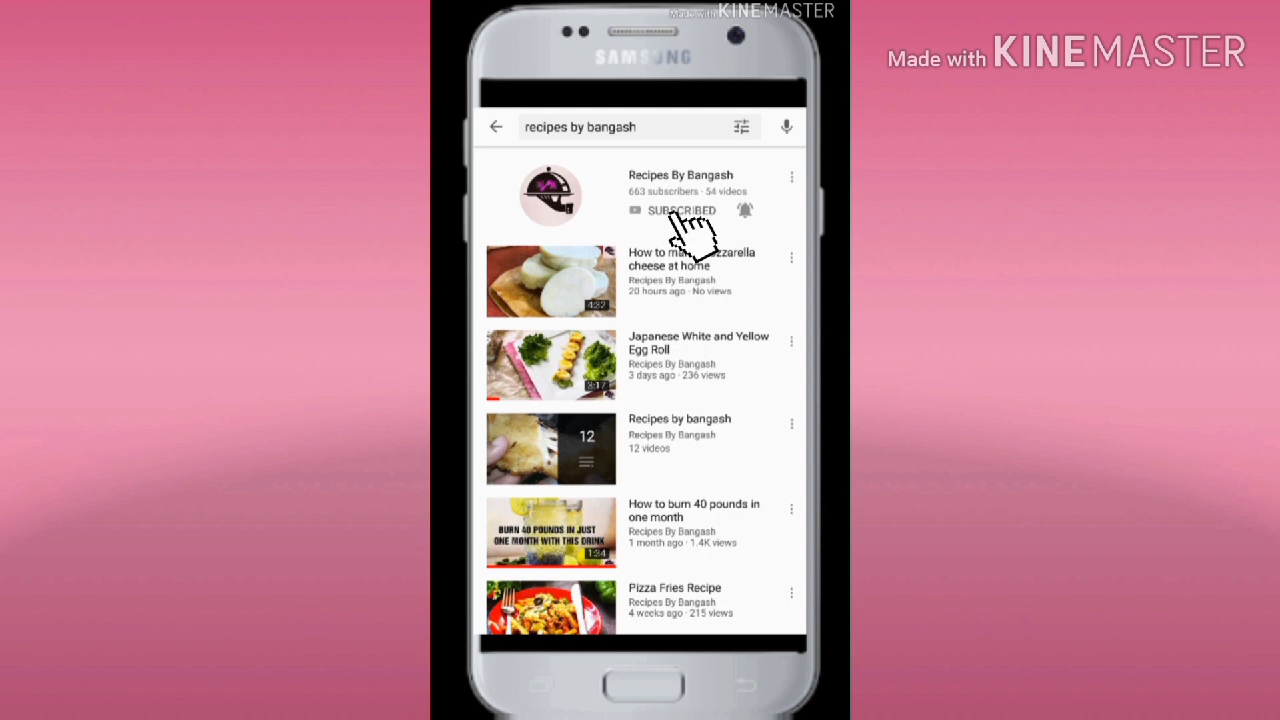 Made with KINEMASTER
Made with KINEMASTER
SAMSUNG
recipes by bangash
Recipes By Bangash
663 subscribers · 54 videos
SUBSCRIBED
How to ma zzarella
cheese at home
Recipes By Bangash
20 hours ago · No views
4:32
Japanese White and Yellow
Egg Roll
Recipes By Bangash
3 days ago · 236 views
3:17
Recipes by bangash
Recipes By Bangash
12 videos
12
How to burn 40 pounds in
one month
Recipes By Bangash
1 month ago · 1.4K views
BURN 40 POUNDS IN JUST
ONE MONTH WITH THIS DRINK
1:34
Pizza Fries Recipe
Recipes By Bangash
4 weeks ago · 215 views